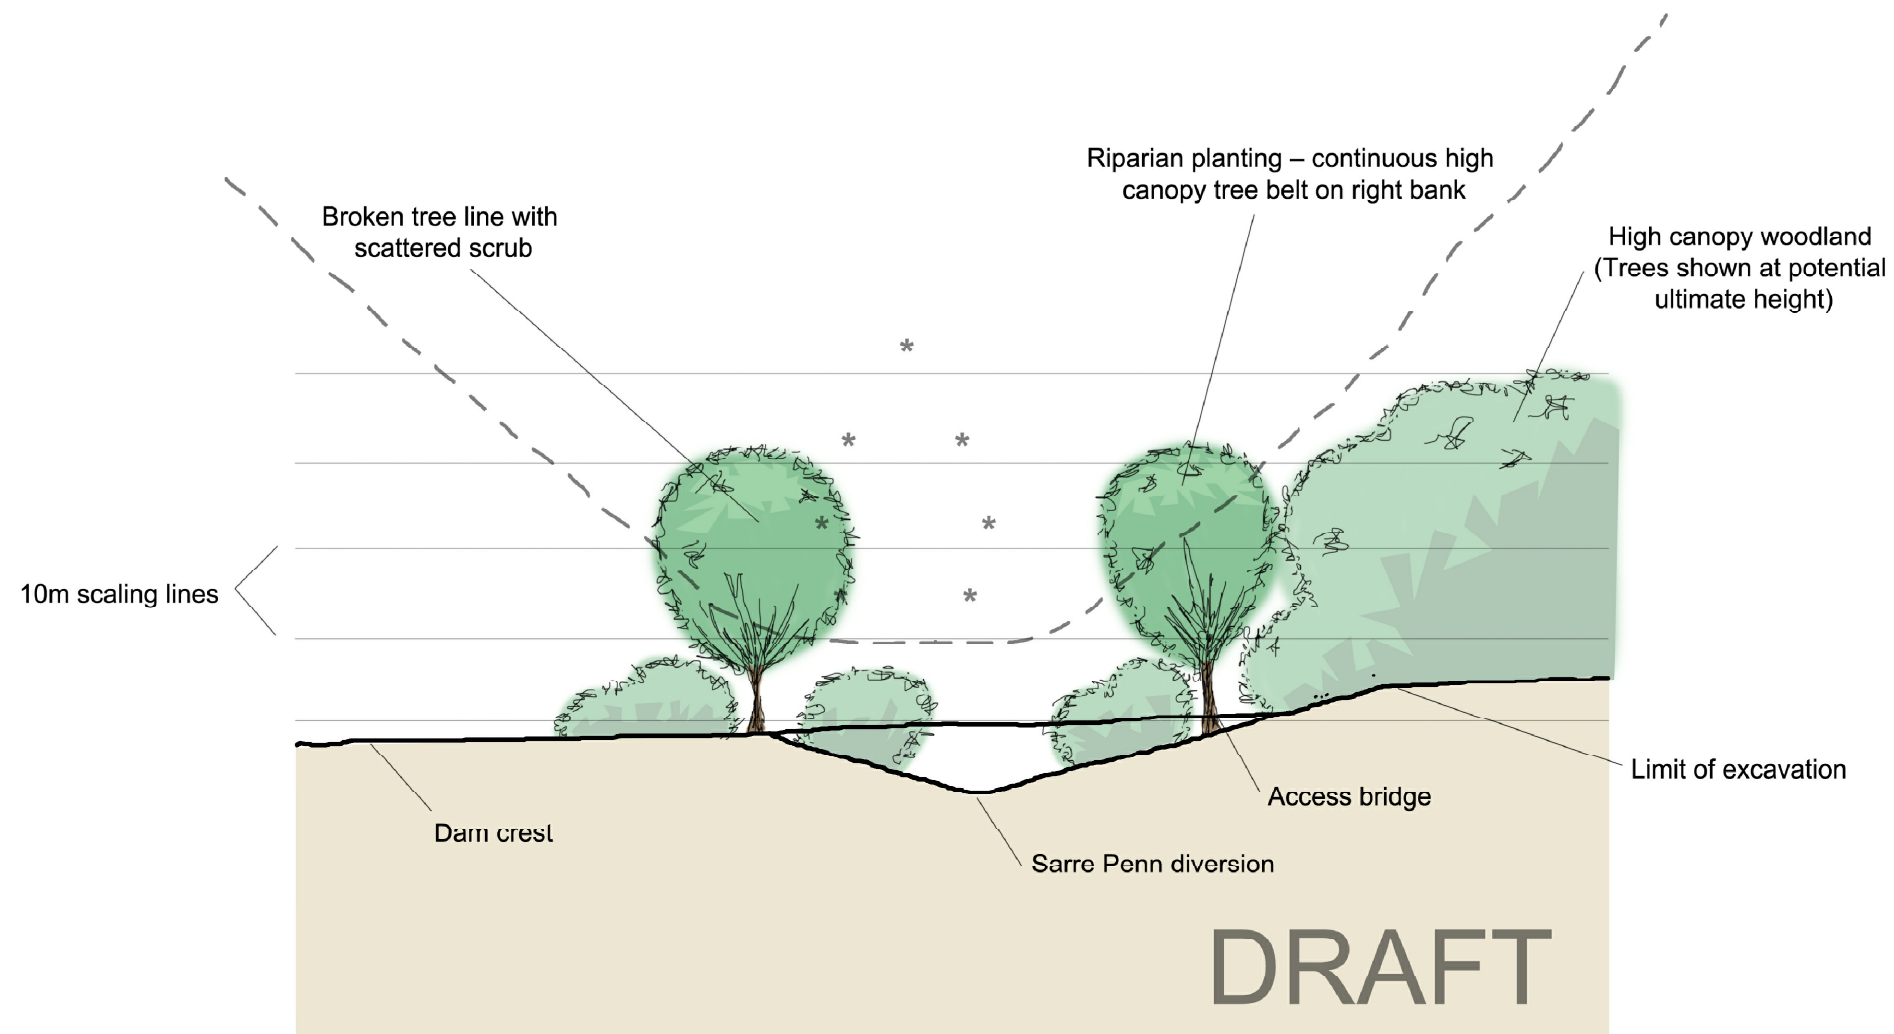 Riparian planting – continuous high
canopy tree belt on right bank
Broken tree line with
scattered scrub
High canopy woodland
(Trees shown at potential
ultimate height)
10m scaling lines
Limit of excavation
Access bridge
Dam crest
Sarre Penn diversion
DRAFT